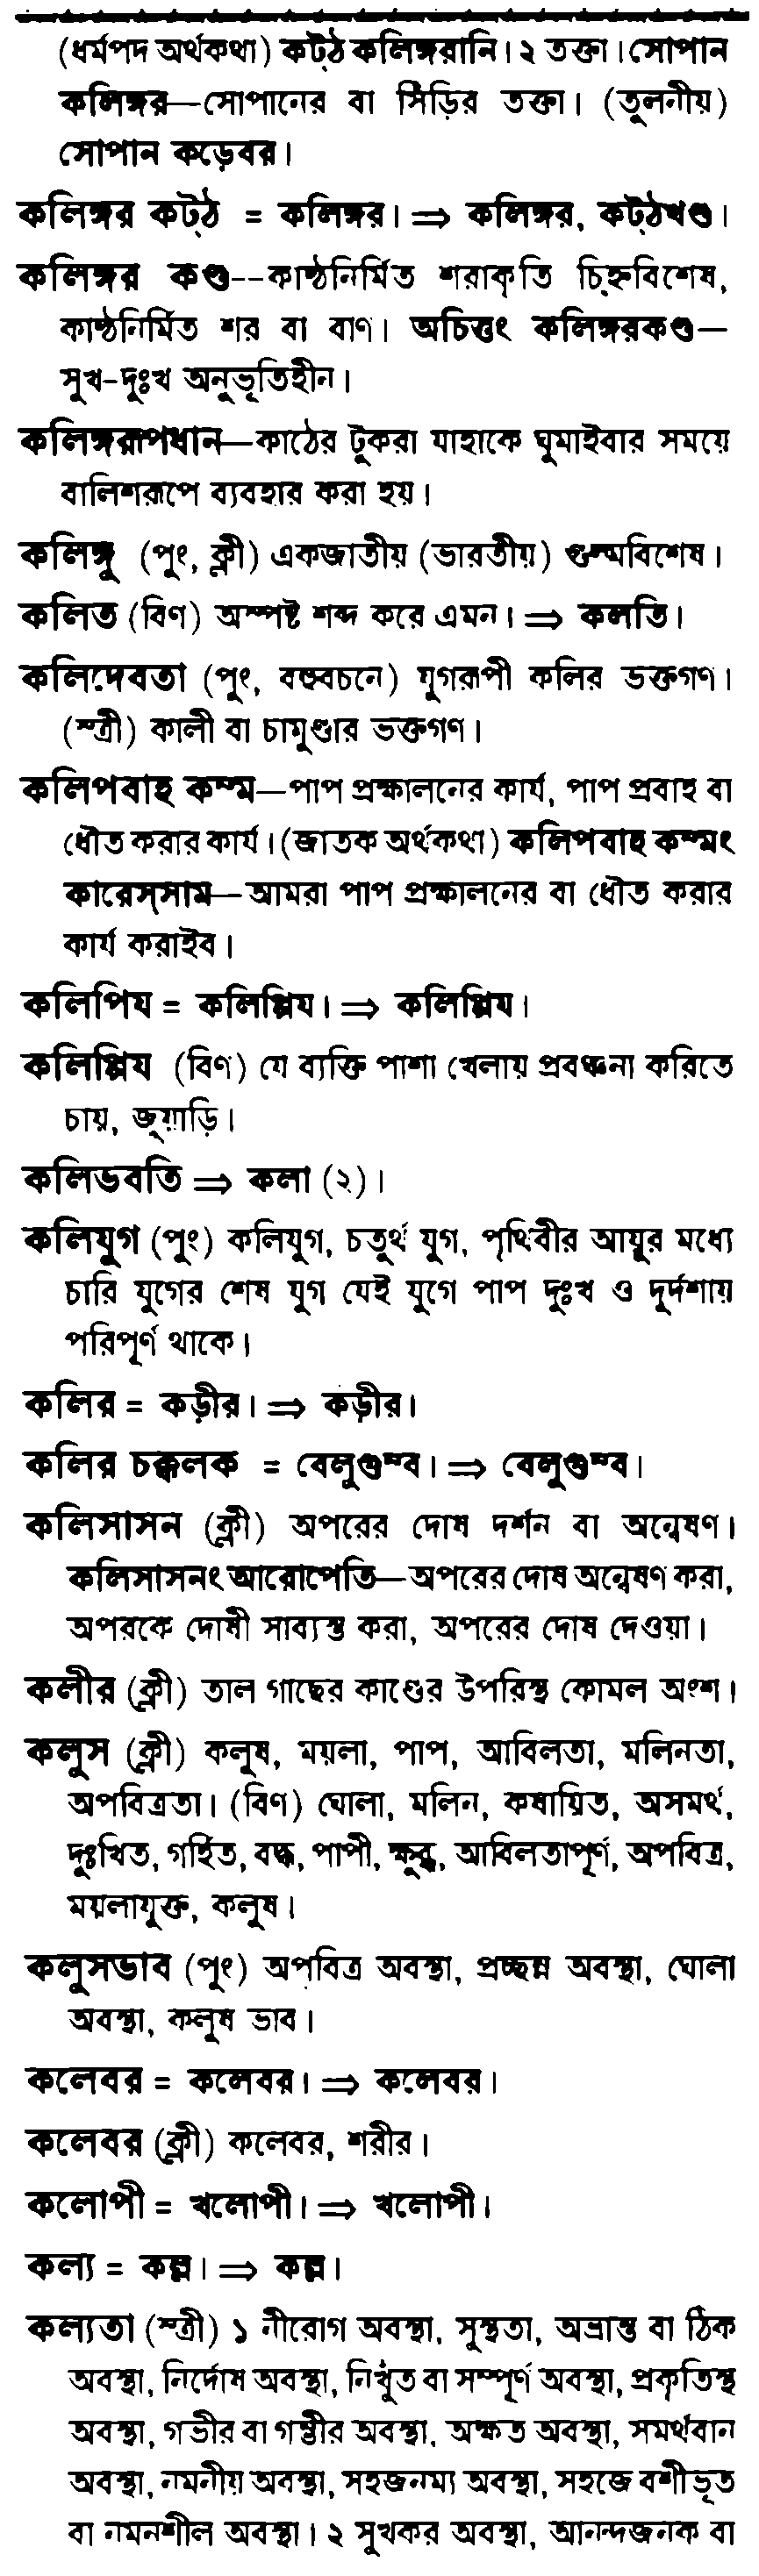 (ধর্মপদ অর্থকথা) কট্‌ঠ কলিঙ্গরানি। ২ তক্তা। সোপান
কলিঙ্গর—সোপানের বা সিঁড়ির তক্তা। (তুলনীয়)
সোপান কড়েবর।
কলিঙ্গর কট্‌ঠ = কলিঙ্গর। ⇒ কলিঙ্গর, কট্‌ঠখণ্ড।
কলিঙ্গর কণ্ড--কাষ্ঠনির্মিত শরাকৃতি চিহ্নবিশেষ,
কাষ্ঠনির্মিত শর বা বাণ। অচিত্তং কলিঙ্গরকণ্ড—
সুখ-দুঃখ অনুভূতিহীন।
কলিঙ্গরূপধান—কাঠের টুকরা যাহাকে ঘুমাইবার সময়ে
বালিশরূপে ব্যবহার করা হয়।
কলিঙ্গু (পুং, ক্লী) একজাতীয় (ভারতীয়) গুল্মবিশেষ।
কলিত (বিণ) অস্পষ্ট শব্দ করে এমন। ⇒ কলতি।
কলিদেবতা (পুং, বহুবচনে) যুগরূপী কলির ভক্তগণ।
(স্ত্রী) কালী বা চামুণ্ডার ভক্তগণ।
কলিপবাহ কম্ম—পাপ প্রক্ষালনের কার্য, পাপ প্রবাহ বা
ধৌত করার কার্য। (জাতক অর্থকথা) কলিপবাহ কম্মং
কারেস্‌সাম—আমরা পাপ প্রক্ষালনের বা ধৌত করার
কার্য করাইব।
কলিপিয = কলিপ্পিয। ⇒ কলিপ্পিয।
কলিপ্পিয (বিণ) যে ব্যক্তি পাশা খেলায় প্রবঞ্চনা করিতে
চায়, জুয়াড়ি।
কলিভবতি ⇒ কলা (২)।
কলিযুগ (পুং) কলিযুগ, চতুর্থ যুগ, পৃথিবীর আয়ুর মধ্যে
চারি যুগের শেষ যুগ যেই যুগে পাপ দুঃখ ও দুর্দশায়
পরিপূর্ণ থাকে।
কলির = কড়ীর। ⇒ কড়ীর।
কলির চক্কলক = বেলুগুম্ব। ⇒ বেলুগুম্ব।
কলিসাসন (ক্লী) অপরের দোষ দর্শন বা অন্বেষণ।
কলিসাসনং আরোপেতি—অপরের দোষ অন্বেষণ করা,
অপরকে দোষী সাব্যস্ত করা, অপরের দোষ দেওয়া।
কলীর (ক্লী) তাল গাছের কাণ্ডের উপরিস্থ কোমল অংশ।
কলুস (ক্লী) কলুষ, ময়লা, পাপ, আবিলতা, মলিনতা,
অপবিত্রতা। (বিণ) ঘোলা, মলিন, কষায়িত, অসমর্থ,
দুঃখিত, গর্হিত, বদ্ধ, পাপী, ক্ষুব্ধ, আবিলতাপূর্ণ, অপবিত্র,
ময়লাযুক্ত, কলুষ।
কলুসভাব (পুং) অপবিত্র অবস্থা, প্রচ্ছন্ন অবস্থা, ঘোলা
অবস্থা, কলুষ ভাব।
কলেবর = কলেবর। ⇒ কলেবর।
কলেবর (ক্লী) কলেবর, শরীর।
কলোপী = খলোপী। ⇒ খলোপী।
কল্য = কল্ল। ⇒ কল্ল।
কল্যতা (স্ত্রী) ১ নীরোগ অবস্থা, সুস্থতা, অভ্রান্ত বা ঠিক
অবস্থা, নির্দোষ অবস্থা, নিখুঁত বা সম্পূর্ণ অবস্থা, প্রকৃতিস্থ
অবস্থা, গভীর বা গম্ভীর অবস্থা, অক্ষত অবস্থা, সমর্থবান
অবস্থা, নমনীয় অবস্থা, সহজনম্য অবস্থা, সহজে বশীভূত
বা নমনশীল অবস্থা। ২ সুখকর অবস্থা, আনন্দজনক বা